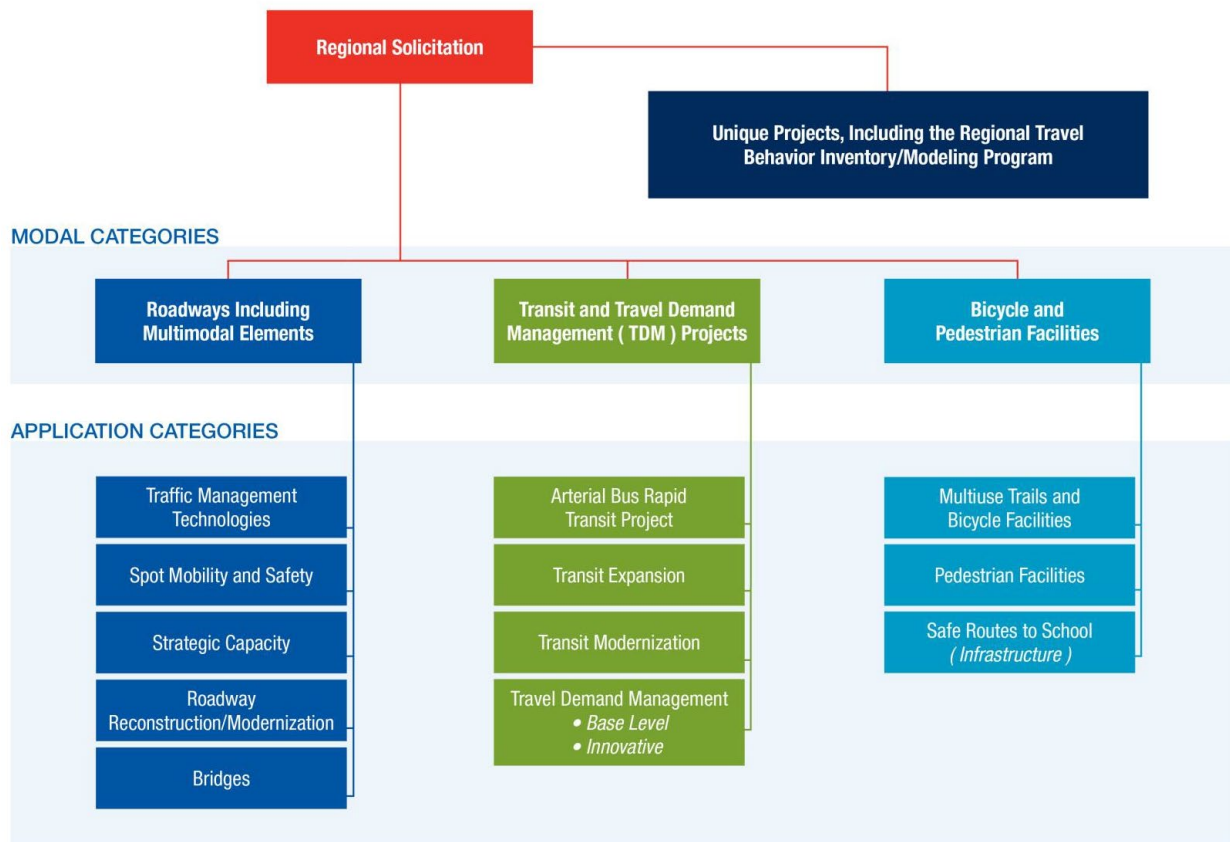 Regional Solicitation
Unique Projects, Including the Regional Travel
Behavior Inventory/Modeling Program
MODAL CATEGORIES
Roadways Including
Multimodal Elements
Transit and Travel Demand
Management ( TDM ) Projects
Bicycle and
Pedestrian Facilities
APPLICATION CATEGORIES
Traffic Management
Technologies
Spot Mobility and Safety
Strategic Capacity
Roadway
Reconstruction/Modernization
Bridges
Arterial Bus Rapid
Transit Project
Transit Expansion
Transit Modernization
Travel Demand Management
• Base Level
• Innovative
Multiuse Trails and
Bicycle Facilities
Pedestrian Facilities
Safe Routes to School
( Infrastructure )